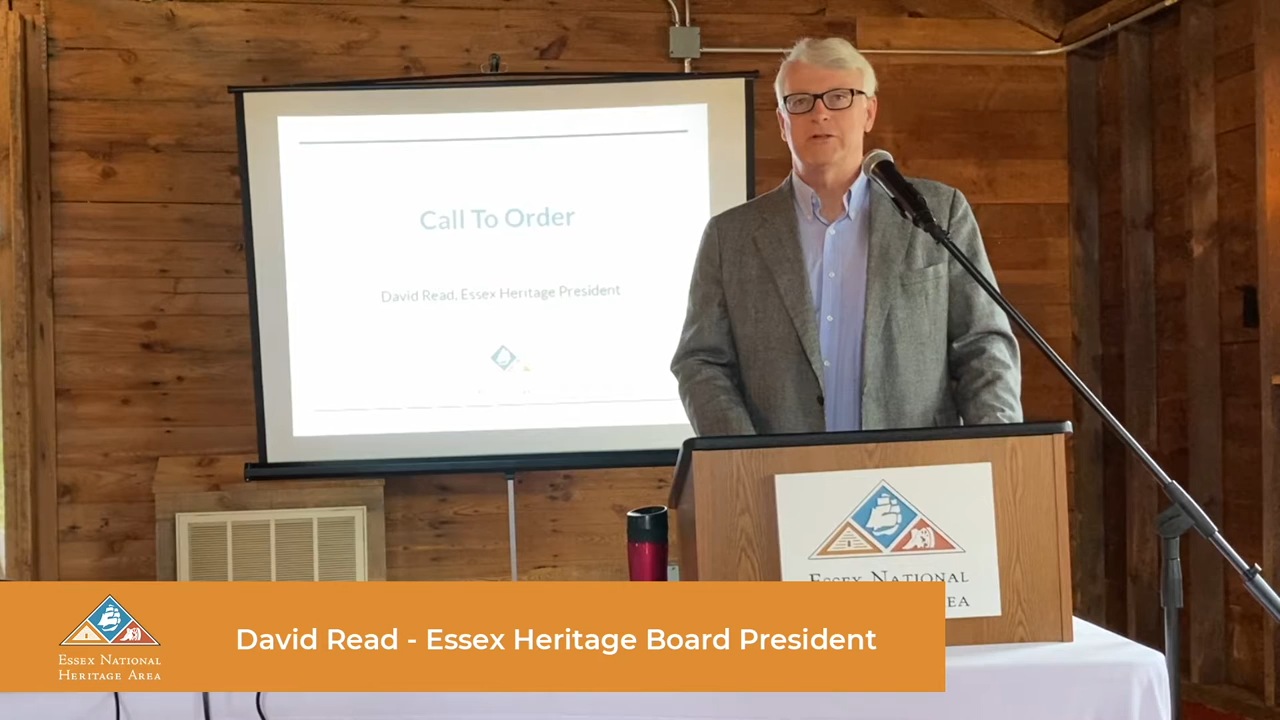 Call To Order
David Read, Essex Heritage President
Essex National
EA
Essex National
Heritage Area
David Read - Essex Heritage Board President